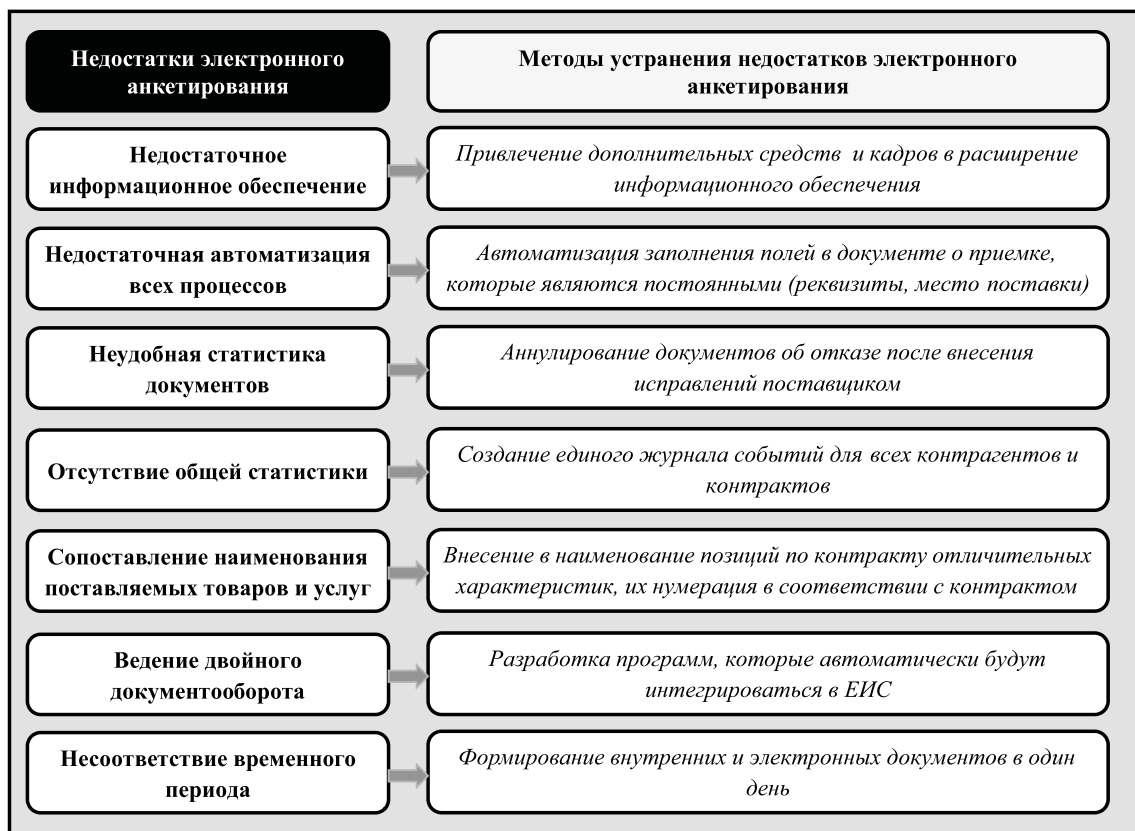 Недостатки электронного
анкетирования
Методы устранения недостатков электронного
анкетирования
Недостаточное
информационное обеспечение
Привлечение дополнительных средств и кадров в расширение
информационного обеспечения
Недостаточная автоматизация
всех процессов
Автоматизация заполнения полей в документе о приемке,
которые являются постоянными (реквизиты, место поставки)
Неудобная статистика
документов
Аннулирование документов об отказе после внесения
исправлений поставщиком
Отсутствие общей статистики
Создание единого журнала событий для всех контрагентов и
контрактов
Сопоставление наименования
поставляемых товаров и услуг
Внесение в наименование позиций по контракту отличительных
характеристик, их нумерация в соответствии с контрактом
Ведение двойного
документооборота
Разработка программ, которые автоматически будут
интегрироваться в ЕИС
Несоответствие временного
периода
Формирование внутренних и электронных документов в один
день